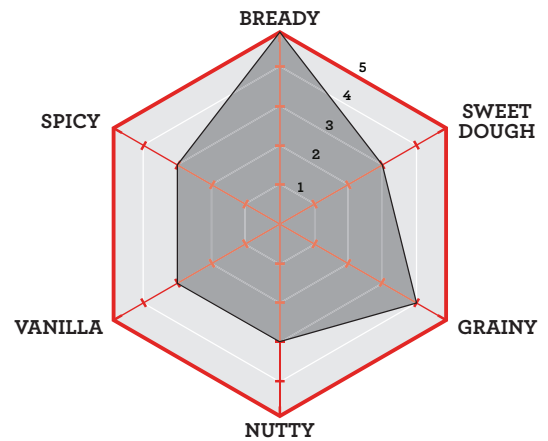 BREADY
5
4
SWEET
DOUGH
SPICY
3
2
1
VANILLA
GRAINY
NUTTY